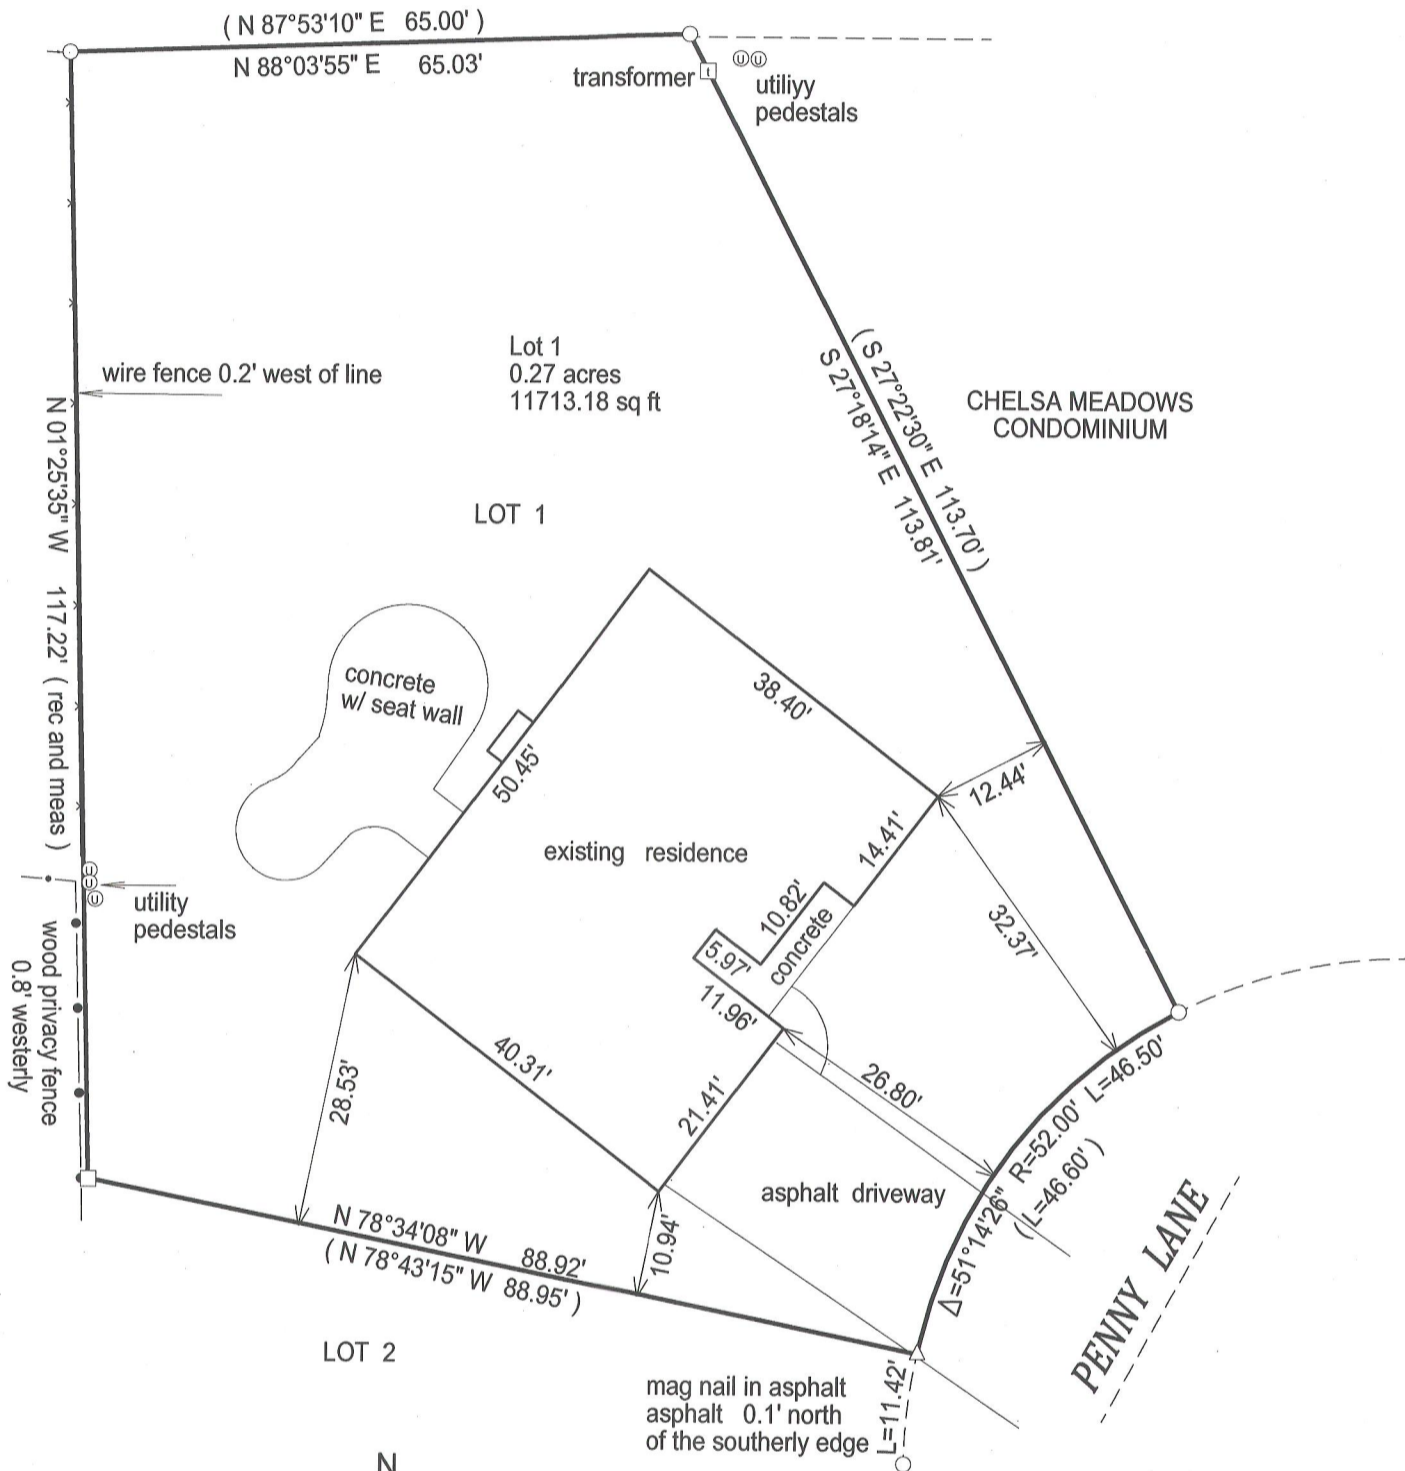 ( N 87°53'10" E 65.00' )
N 88°03'55" E 65.03'
transformer
t
U U
utiliyy
pedestals
Lot 1
0.27 acres
11713.18 sq ft
wire fence 0.2' west of line
( S 27°22'30" E 113.70' )
S 27°18'14" E 113.81'
CHELSA MEADOWS
CONDOMINIUM
N 01°25'35" W 117.22' ( rec and meas )
LOT 1
concrete
w/ seat wall
38.40'
50.45'
12.44'
existing residence
14.41'
10.82'
concrete
5.97'
11.96'
32.37'
U
U
U
utility
pedestals
wood privacy fence
0.8' westerly
28.53'
40.31'
21.41'
26.80'
asphalt driveway
10.94'
Δ=51°14'26" R=52.00' L=46.50'
( L=46.60' )
PENNY LANE
N 78°34'08" W 88.92'
( N 78°43'15" W 88.95' )
LOT 2
mag nail in asphalt
asphalt 0.1' north
of the southerly edge
L=11.42'
N